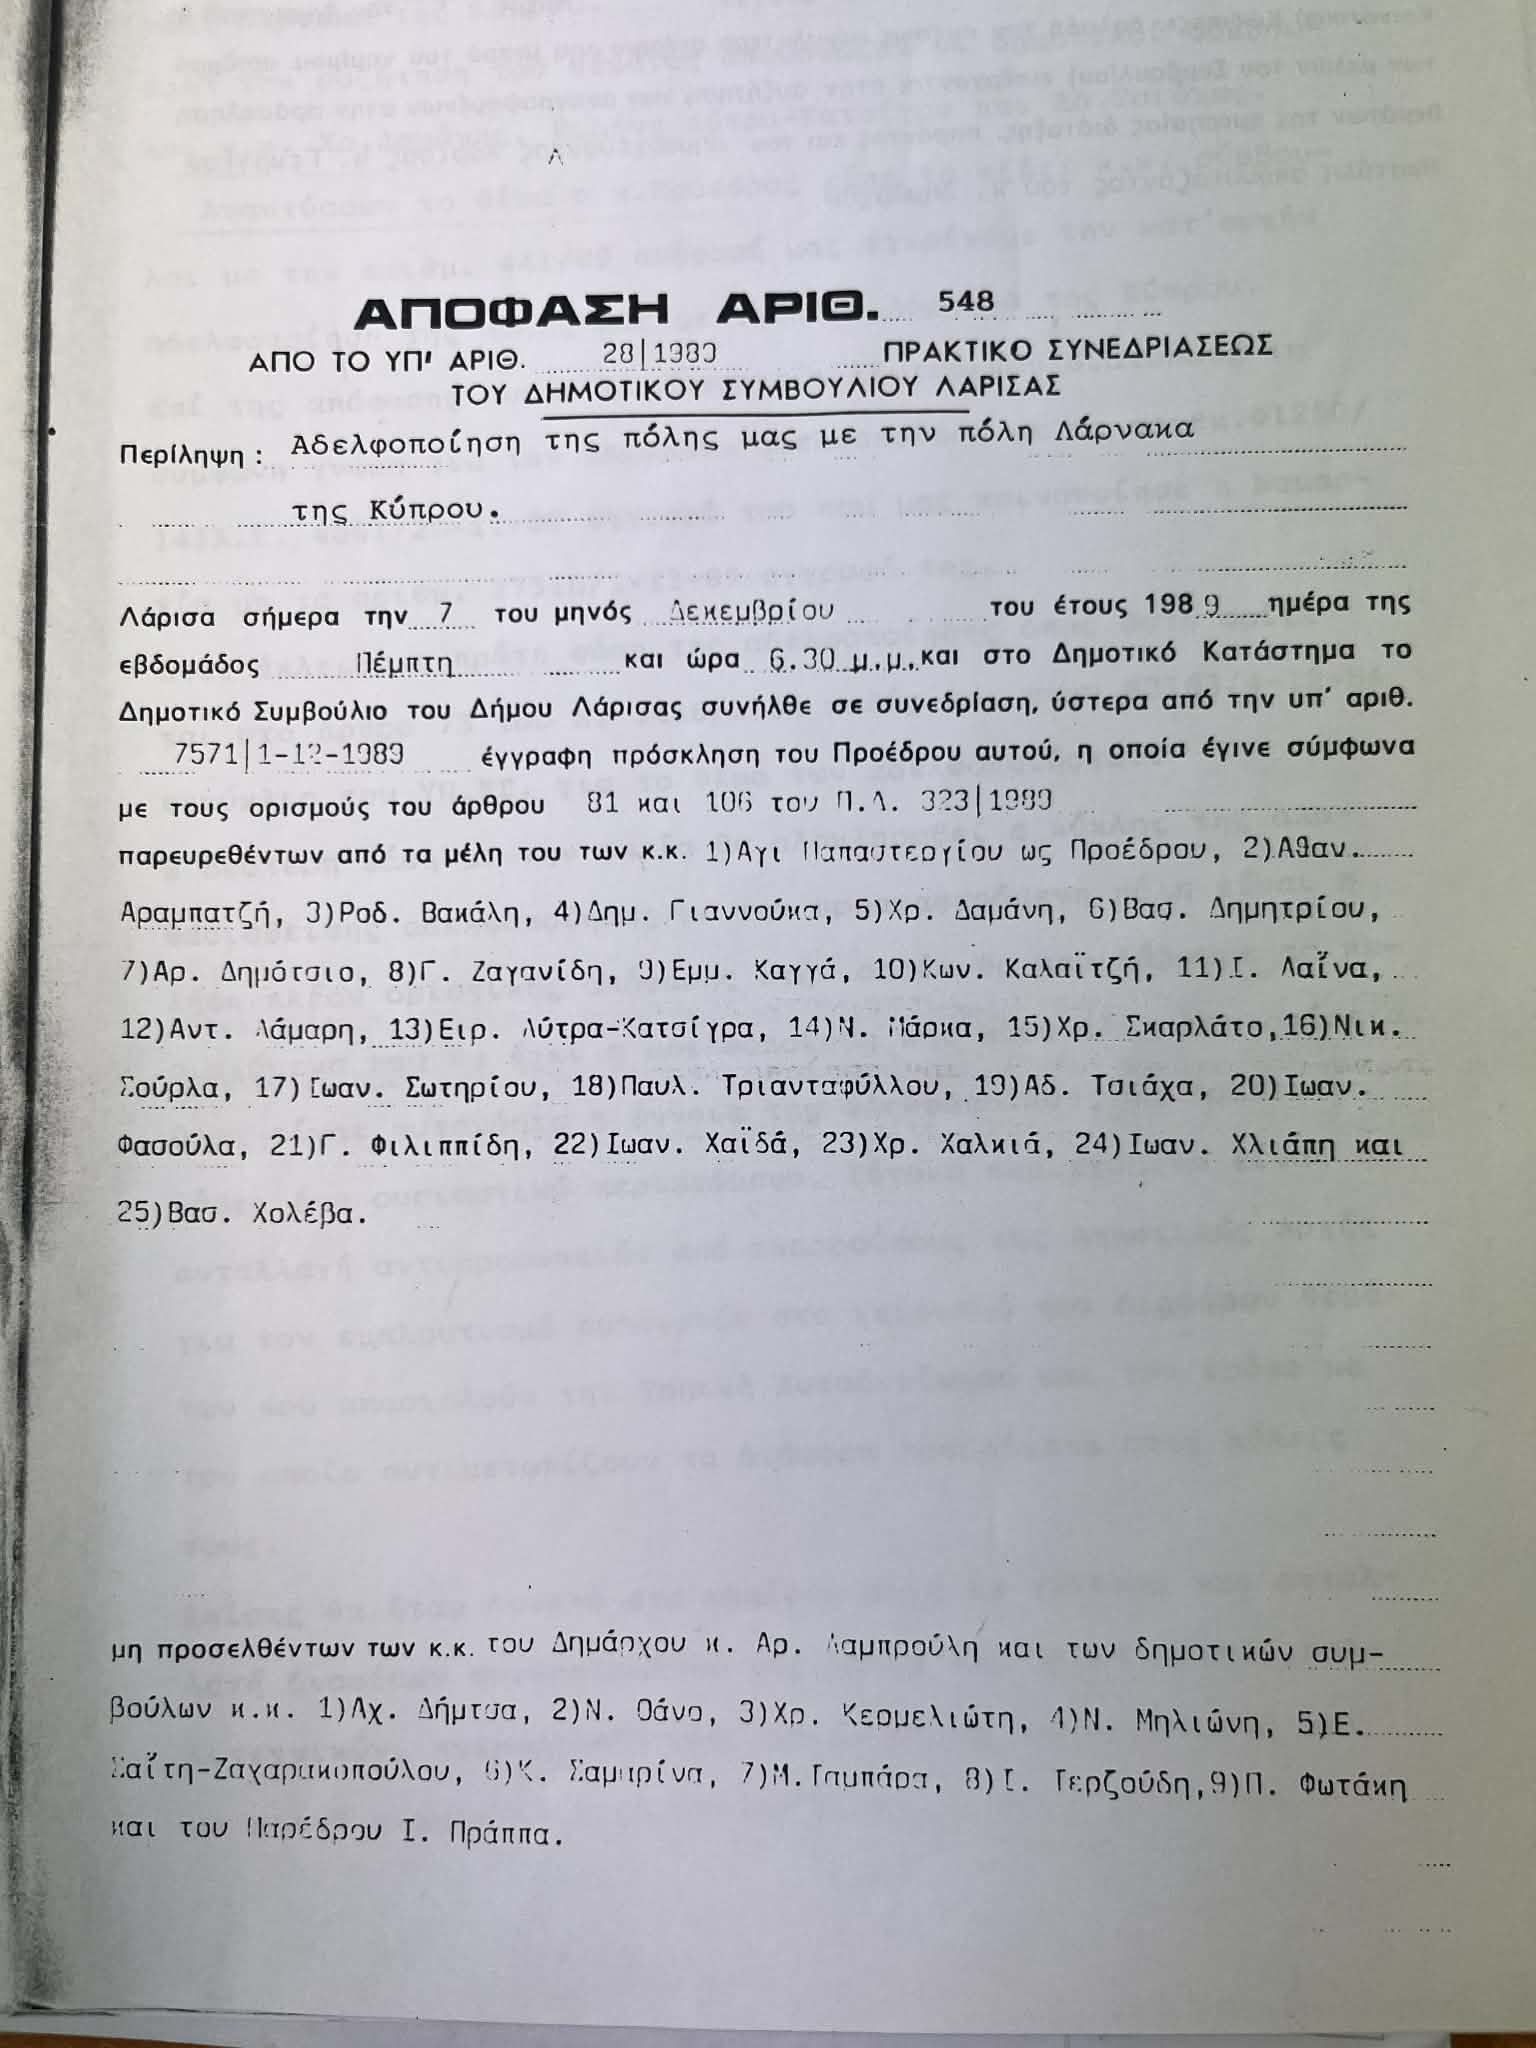 ΑΠΟΦΑΣΗ ΑΡΙΘ. 548
ΑΠΟ ΤΟ ΥΠ' ΑΡΙΘ. 28|1989 ΠΡΑΚΤΙΚΟ ΣΥΝΕΔΡΙΑΣΕΩΣ
ΤΟΥ ΔΗΜΟΤΙΚΟΥ ΣΥΜΒΟΥΛΙΟΥ ΛΑΡΙΣΑΣ
Περίληψη : Αδελφοποίηση της πόλης μας με την πόλη Λάρνακα
της Κύπρου.
Λάρισα σήμερα την 7 του μηνός Δεκεμβρίου του έτους 1989 ημέρα της
εβδομάδος Πέμπτη και ώρα 6.30 μ.μ. και στο Δημοτικό Κατάστημα το
Δημοτικό Συμβούλιο του Δήμου Λάρισας συνήλθε σε συνεδρίαση, ύστερα από την υπ' αριθ.
7571|1-12-1989 έγγραφη πρόσκληση του Προέδρου αυτού, η οποία έγινε σύμφωνα
με τους ορισμούς του άρθρου 81 και 106 του Π.Δ. 323|1989
παρευρεθέντων από τα μέλη του των κ.κ. 1)Αγι Παπαστεργίου ως Προέδρου, 2)Αθαν.
Αραμπατζή, 3)Ροδ. Βακάλη, 4)Δημ. Γιαννούκα, 5)Χρ. Δαμάνη, 6)Βασ. Δημητρίου,
7)Αρ. Δημότσιο, 8)Γ. Ζαγανίδη, 9)Εμμ. Καγγά, 10)Κων. Καλαϊτζή, 11)Ι. Λαΐνα,
12)Αντ. Λάμαρη, 13)Ειρ. Λύτρα-Κατσίγρα, 14)Ν. Μάρκα, 15)Χρ. Σκαρλάτο,16)Νικ.
Σούρλα, 17)Ιωαν. Σωτηρίου, 18)Παυλ. Τριανταφύλλου, 19)Αδ. Τσιάχα, 20)Ιωαν.
Φασούλα, 21)Γ. Φιλιππίδη, 22)Ιωαν. Χαϊδά, 23)Χρ. Χαλκιά, 24)Ιωαν. Χλιάπη και
25)Βασ. Χολέβα.
μη προσελθέντων των κ.κ. του Δημάρχου κ. Αρ. Λαμπρούλη και των δημοτικών συμ-
βούλων κ.κ. 1)Αχ. Δήμτσα, 2)Ν. Θάνο, 3)Χρ. Κερμελιώτη, 4)Ν. Μηλιώνη, 5)Ε.
Σαΐτη-Ζαχαρακοπούλου, 6)Κ. Σαμαρίνα, 7)Μ. Ταμπάρα, 8)Ι. Τερζούδη,9)Π. Φωτάκη
και του Παρέδρου Ι. Πράππα.